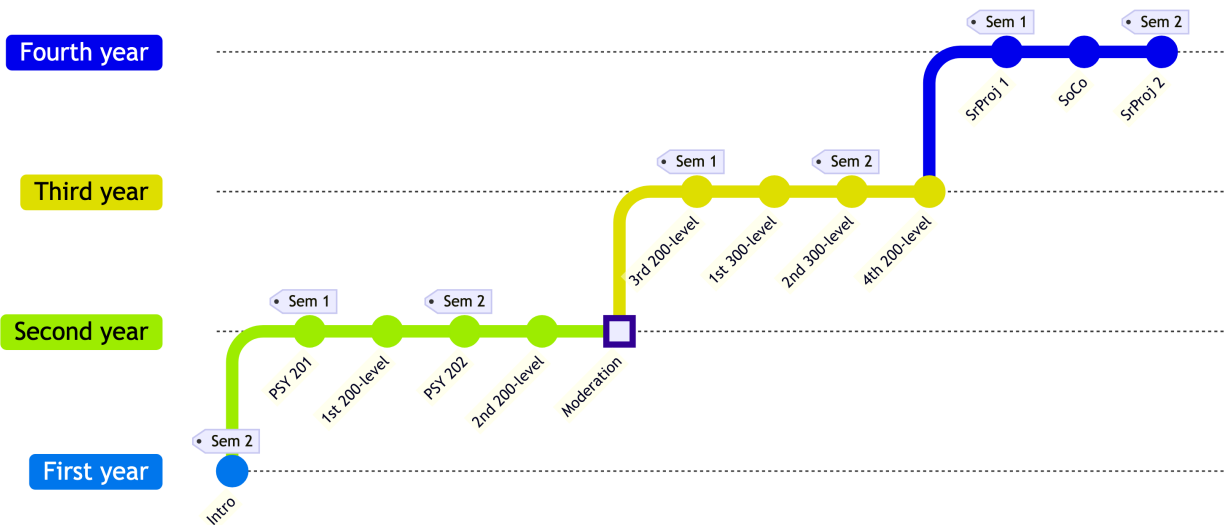 Sem 1
Sem 2
Fourth year
SrProj 1
SoCo
SrProj 2
Sem 1
Sem 2
Third year
3rd 200-level
1st 300-level
2nd 300-level
4th 200-level
Sem 1
Sem 2
Second year
PSY 201
1st 200-level
PSY 202
2nd 200-level
Moderation
Sem 2
First year
Intro